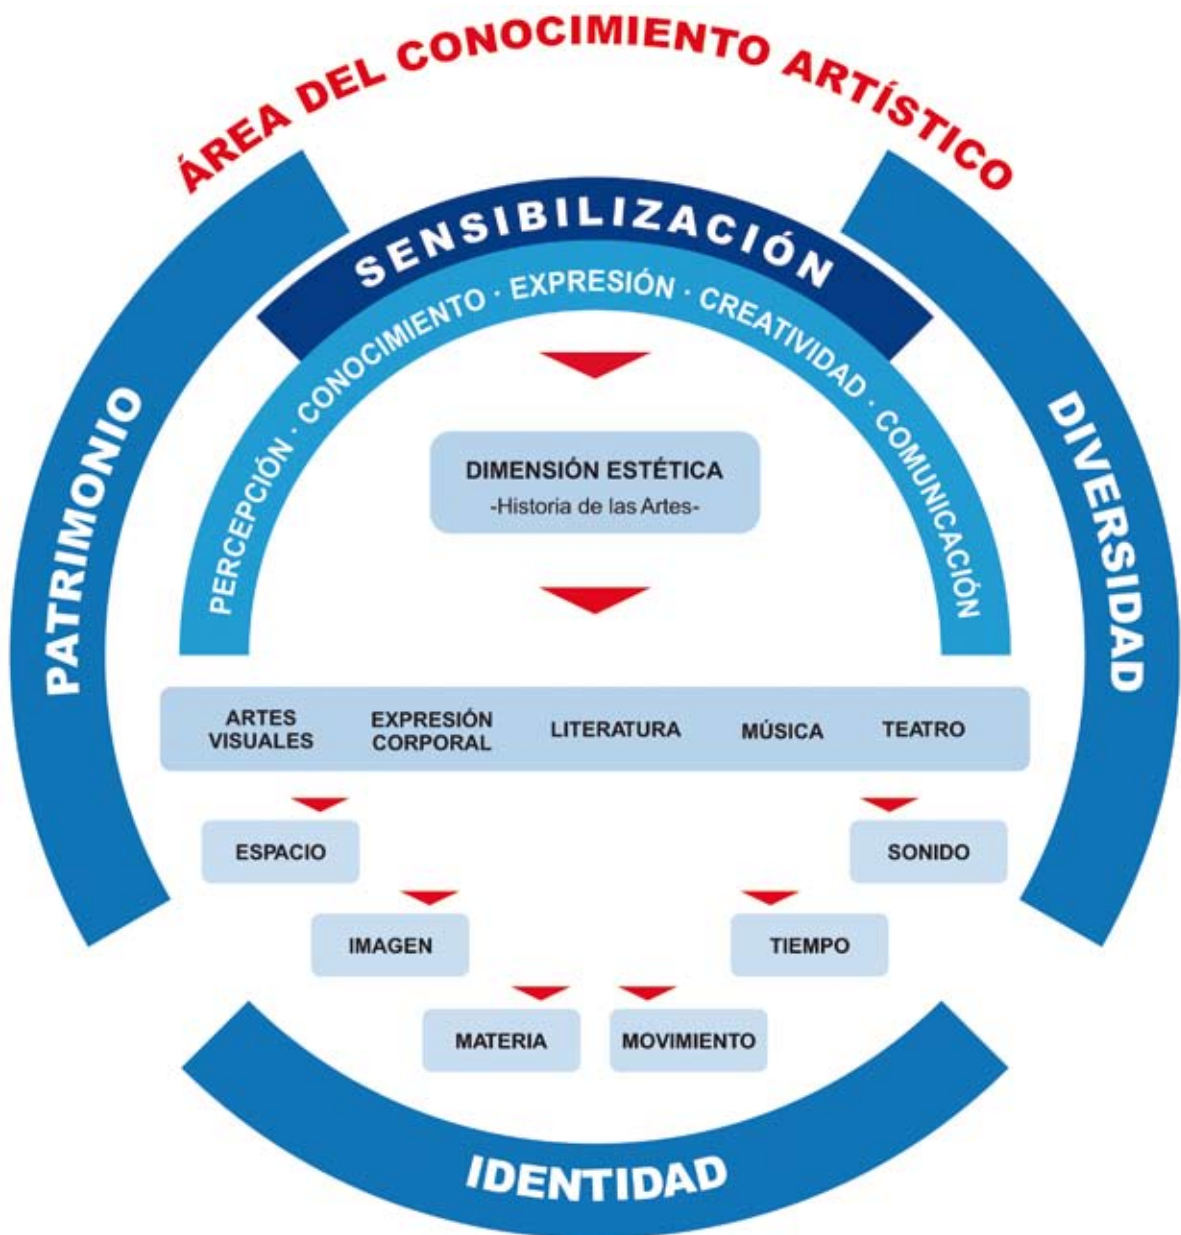 ÁREA DEL CONOCIMIENTO ARTÍSTICO
SENSIBILIZACIÓN
PERCEPCIÓN · CONOCIMIENTO · EXPRESIÓN · CREATIVIDAD · COMUNICACIÓN
PATRIMONIO
DIVERSIDAD
DIMENSIÓN ESTÉTICA
-Historia de las Artes-
ARTES
VISUALES
EXPRESIÓN
CORPORAL
LITERATURA
MÚSICA
TEATRO
ESPACIO
SONIDO
IMAGEN
TIEMPO
MATERIA
MOVIMIENTO
IDENTIDAD